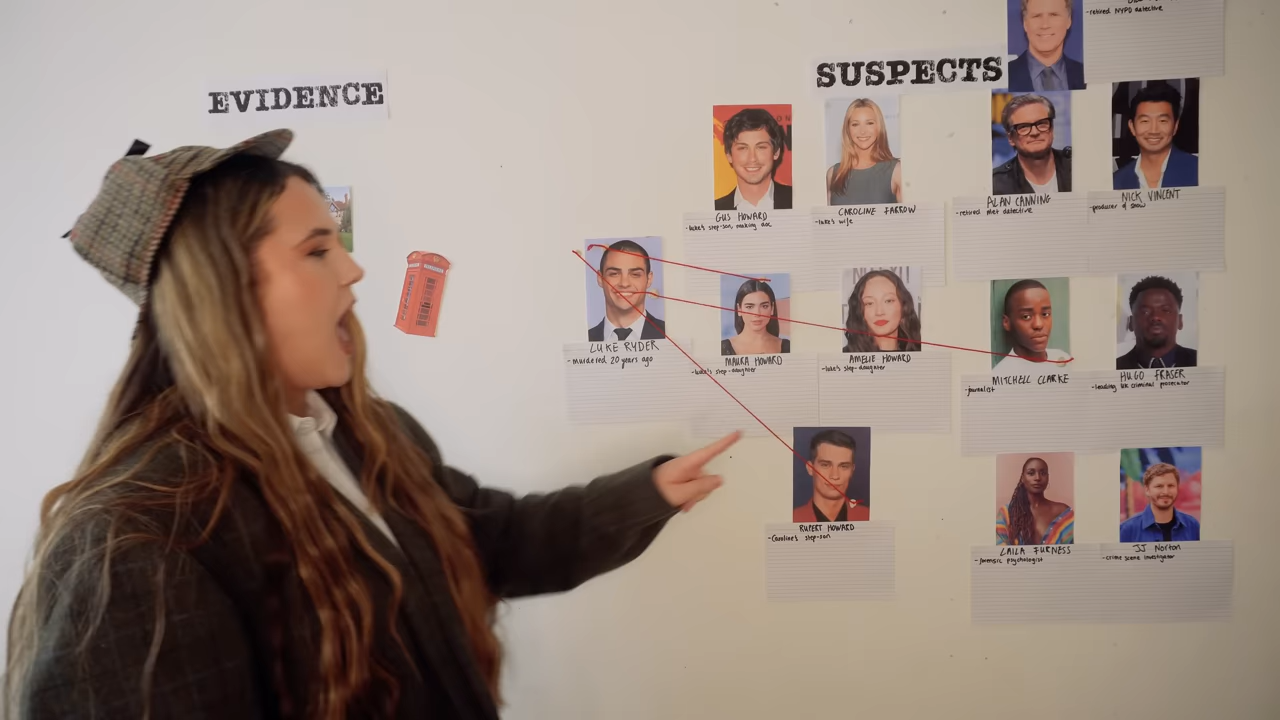 - retired NYPD detective
EVIDENCE
SUSPECTS
GUS HOWARD
-luke's step-son, making doc
CAROLINE FARROW
-luke's wife
ALAN CANNING
-retired met detective
NICK VINCENT
-producer of show
LUKE RYDER
-murdered 20 years ago
MAURA HOWARD
-luke's step-daughter
AMELIE HOWARD
-luke's step-daughter
MITCHELL CLARKE
-journalist
HUGO FRASER
-leading UK criminal prosecutor
RUPERT HOWARD
-Caroline's step-son
LAILA FURNESS
-forensic psychologist
JJ Norton
-crime scene investigator